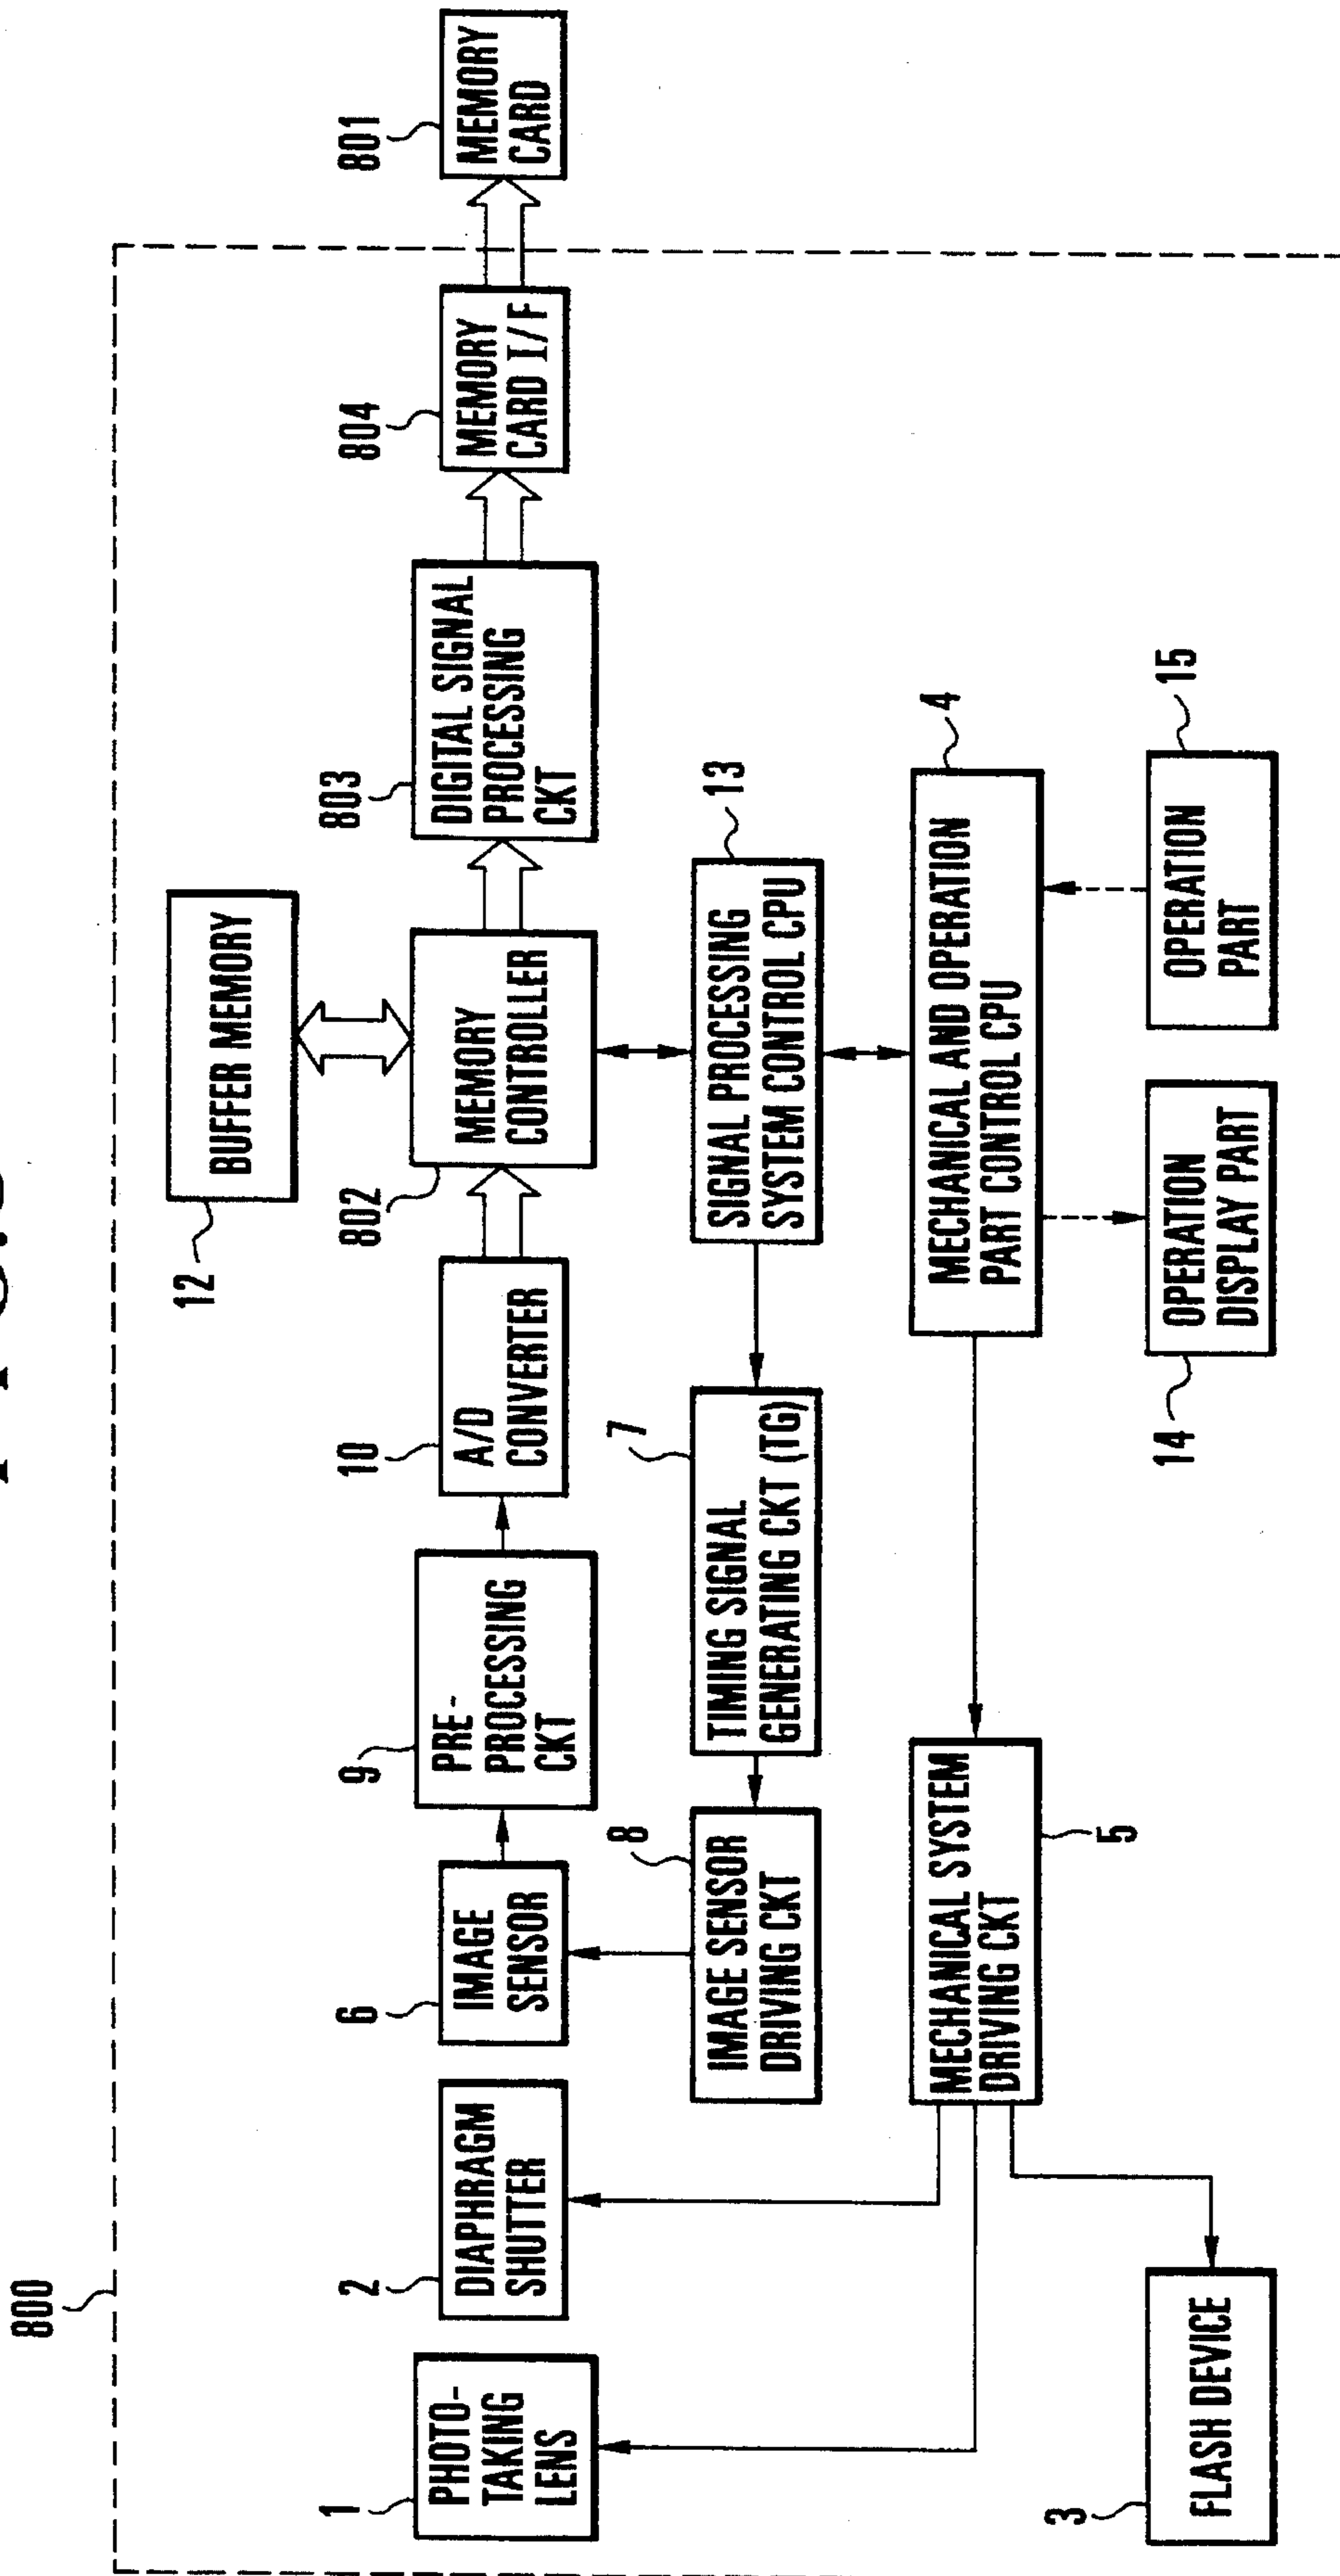 800
1
PHOTO-
TAKING
LENS
2
DIAPHRAGM
SHUTTER
6
IMAGE
SENSOR
9
PRE-
PROCESSING
CKT
10
A/D
CONVERTER
12
BUFFER MEMORY
802
MEMORY
CONTROLLER
803
DIGITAL SIGNAL
PROCESSING
CKT
804
MEMORY
CARD I/F
801
MEMORY
CARD
8
IMAGE SENSOR
DRIVING CKT
7
TIMING SIGNAL
GENERATING CKT (TG)
13
SIGNAL PROCESSING
SYSTEM CONTROL CPU
5
MECHANICAL SYSTEM
DRIVING CKT
4
MECHANICAL AND OPERATION
PART CONTROL CPU
3
FLASH DEVICE
14
OPERATION
DISPLAY PART
15
OPERATION
PART